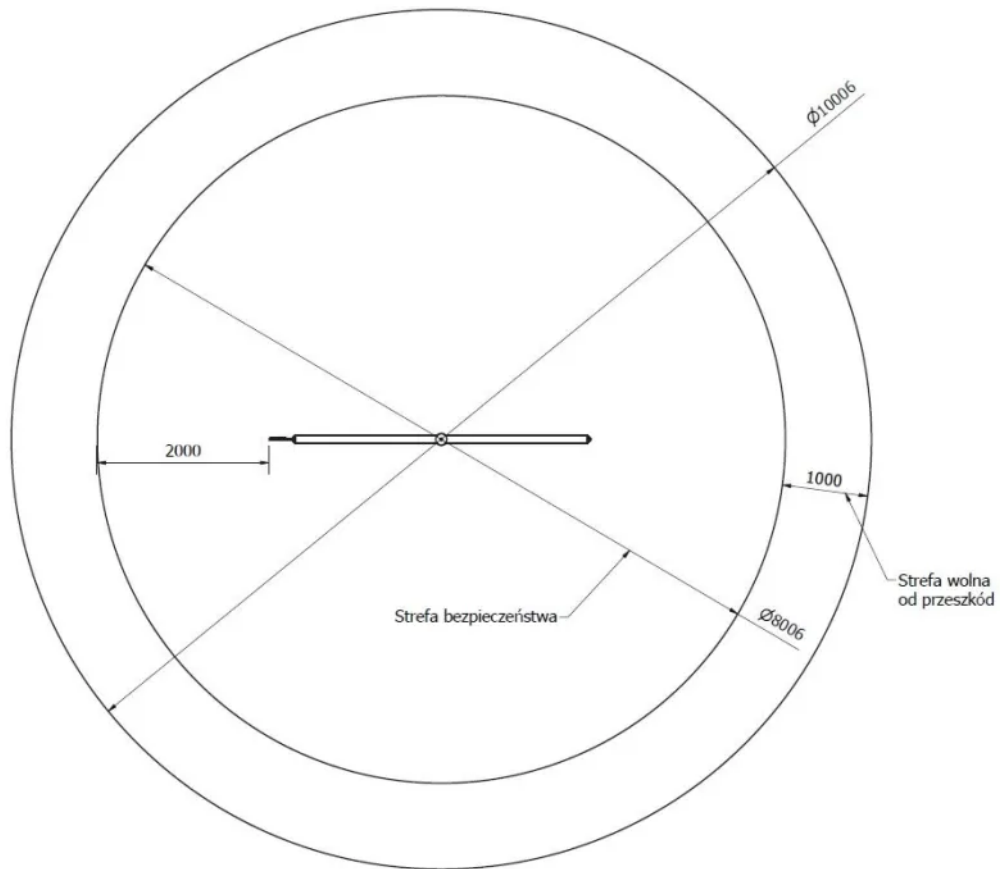 Ø10006
2000
1000
Strefa wolna
od przeszkód
Strefa bezpieczeństwa
Ø8006